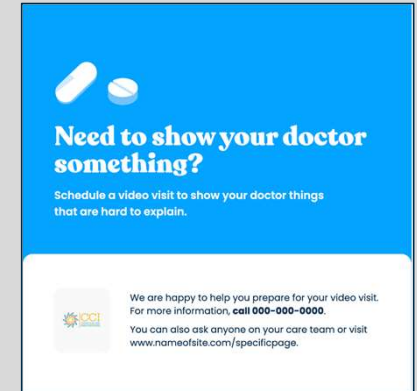 Need to show your doctor
something?
Schedule a video visit to show your doctor things
that are hard to explain.
CCI
We are happy to help you prepare for your video visit.
For more information, call 000-000-0000.
You can also ask anyone on your care team or visit
www.nameofsite.com/specificpage.